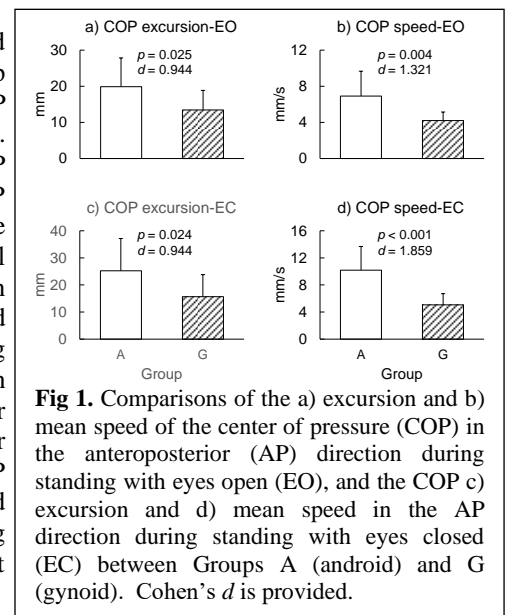 a) COP excursion-EO
b) COP speed-EO
30
20
10
0
mm
p = 0.025
d = 0.944
12
8
4
0
mm/s
p = 0.004
d = 1.321
c) COP excursion-EC
d) COP speed-EC
40
30
20
10
0
mm
p = 0.024
d = 0.944
A
G
Group
16
12
8
4
0
mm/s
p < 0.001
d = 1.859
A
G
Group
Fig 1. Comparisons of the a) excursion and b)
mean speed of the center of pressure (COP) in
the anteroposterior (AP) direction during
standing with eyes open (EO), and the COP c)
excursion and d) mean speed in the AP
direction during standing with eyes closed
(EC) between Groups A (android) and G
(gynoid). Cohen's d is provided.